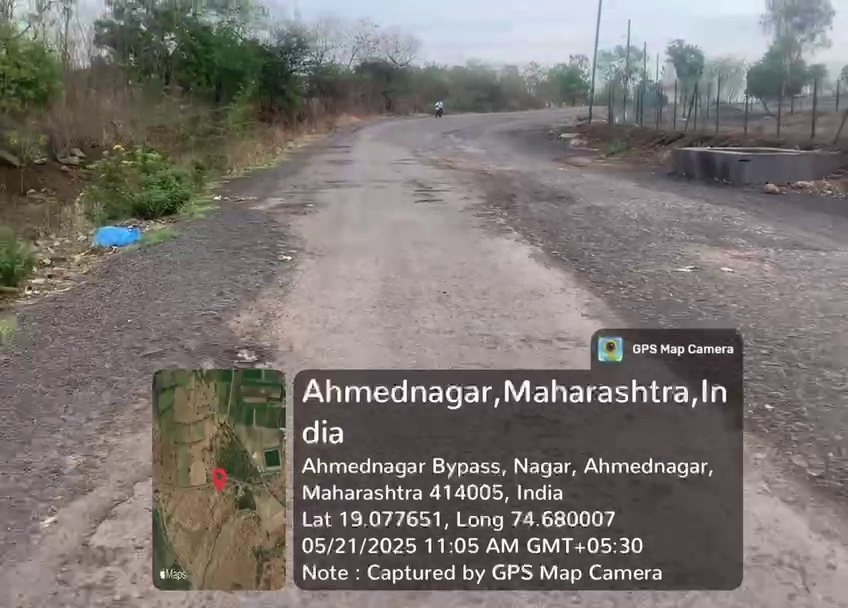 GPS Map Camera
Ahmednagar,Maharashtra,In
dia
Ahmednagar Bypass, Nagar, Ahmednagar,
Maharashtra 414005, India
Lat 19.077651, Long 74.680007
05/21/2025 11:05 AM GMT+05:30
Note : Captured by GPS Map Camera
Maps